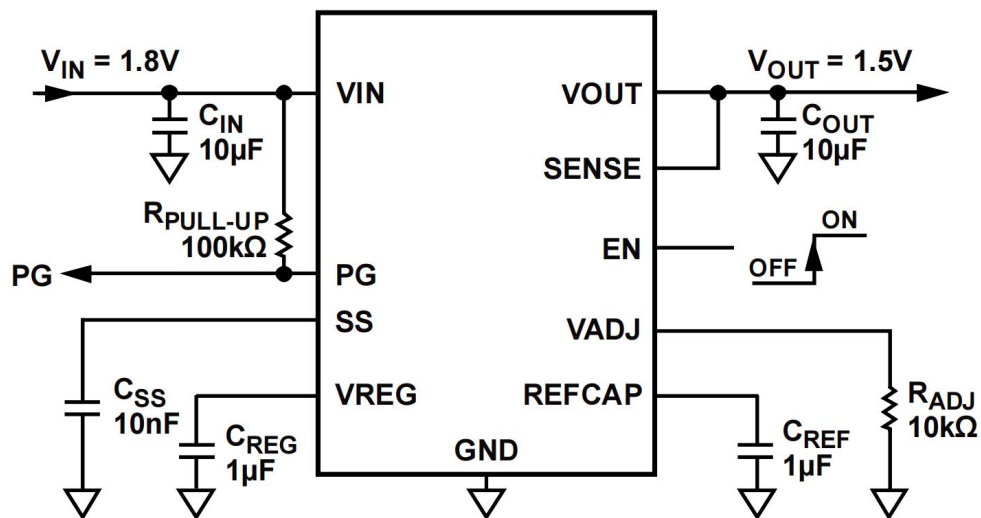 VIN = 1.8V
CIN
10µF
RPULL-UP
100kΩ
PG
CSS
10nF
CREG
1µF
VIN
PG
SS
VREG
GND
VOUT
SENSE
EN
VADJ
REFCAP
VOUT = 1.5V
COUT
10µF
ON
OFF
RADJ
10kΩ
CREF
1µF